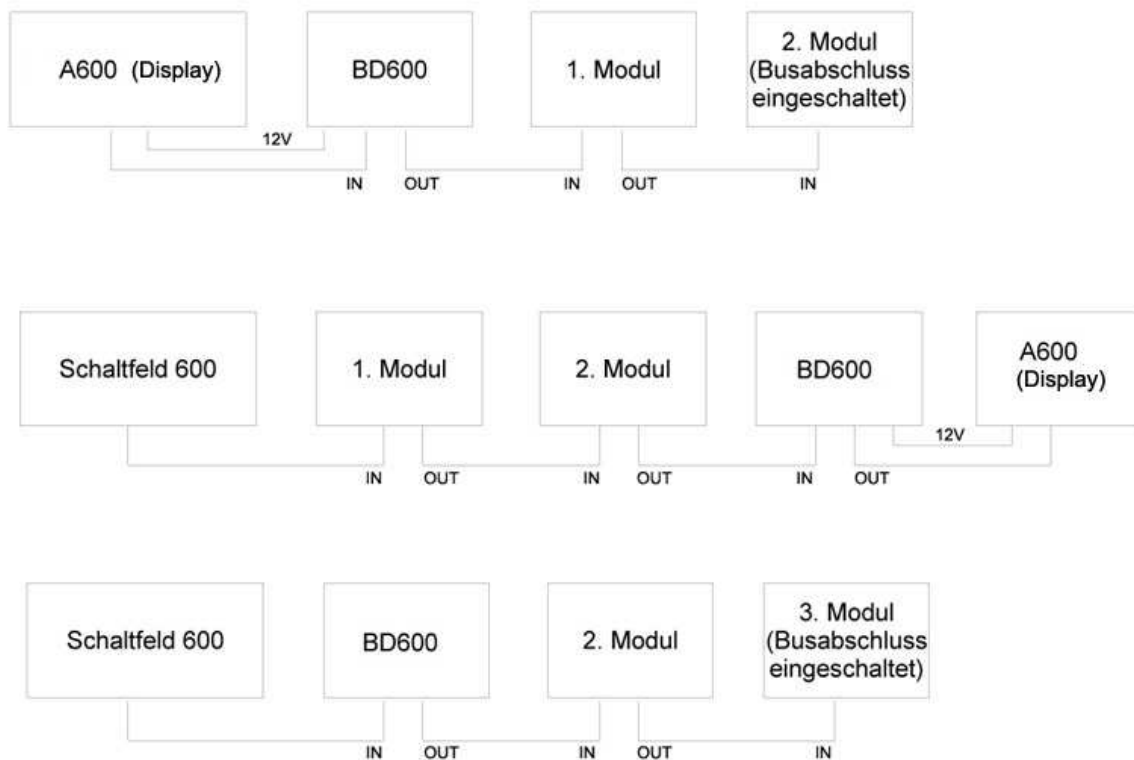 A600 (Display)
BD600
1. Modul
2. Modul
(Busabschluss
eingeschaltet)
12V
IN
OUT
IN
OUT
IN
Schaltfeld 600
1. Modul
2. Modul
BD600
A600
(Display)
12V
IN
OUT
IN
OUT
IN
OUT
Schaltfeld 600
BD600
2. Modul
3. Modul
(Busabschluss
eingeschaltet)
IN
OUT
IN
OUT
IN